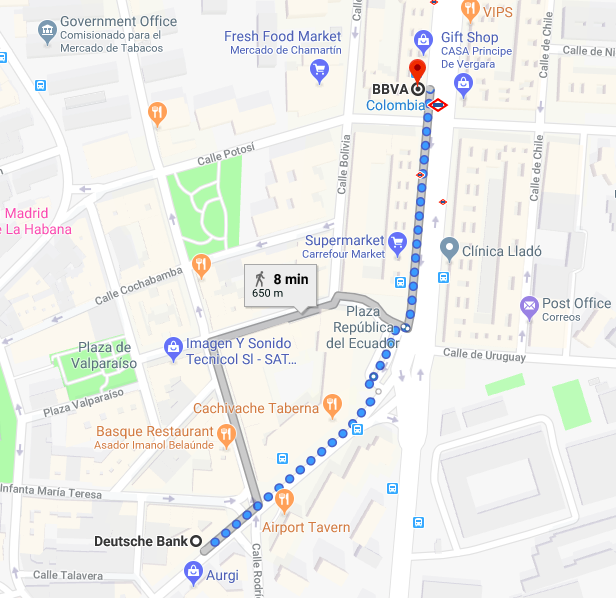 VIPS
Government Office
Comisionado para el
Mercado de Tabacos
Fresh Food Market
Mercado de Chamartín
Gift Shop
CASA Principe
De Vergara
Calle de Chile
BBVA
Colombia
Calle Potosí
Calle Bolivia
Calle de Chile
Madrid
La Habana
Supermarket
Carrefour Market
Clínica Lladó
Calle Cochabamba
8 min
650 m
Plaza
República
del Ecuador
Post Office
Correos
Plaza de
Valparaiso
Imagen Y Sonido
Tecnicol Sl - SAT...
Calle de Uruguay
Plaza Valparaíso
Cachivache Taberna
Basque Restaurant
Asador Imanol Belaúnde
Infanta María Teresa
Airport Tavern
Deutsche Bank
Calle Rodrí
Calle Talavera
Aurgi